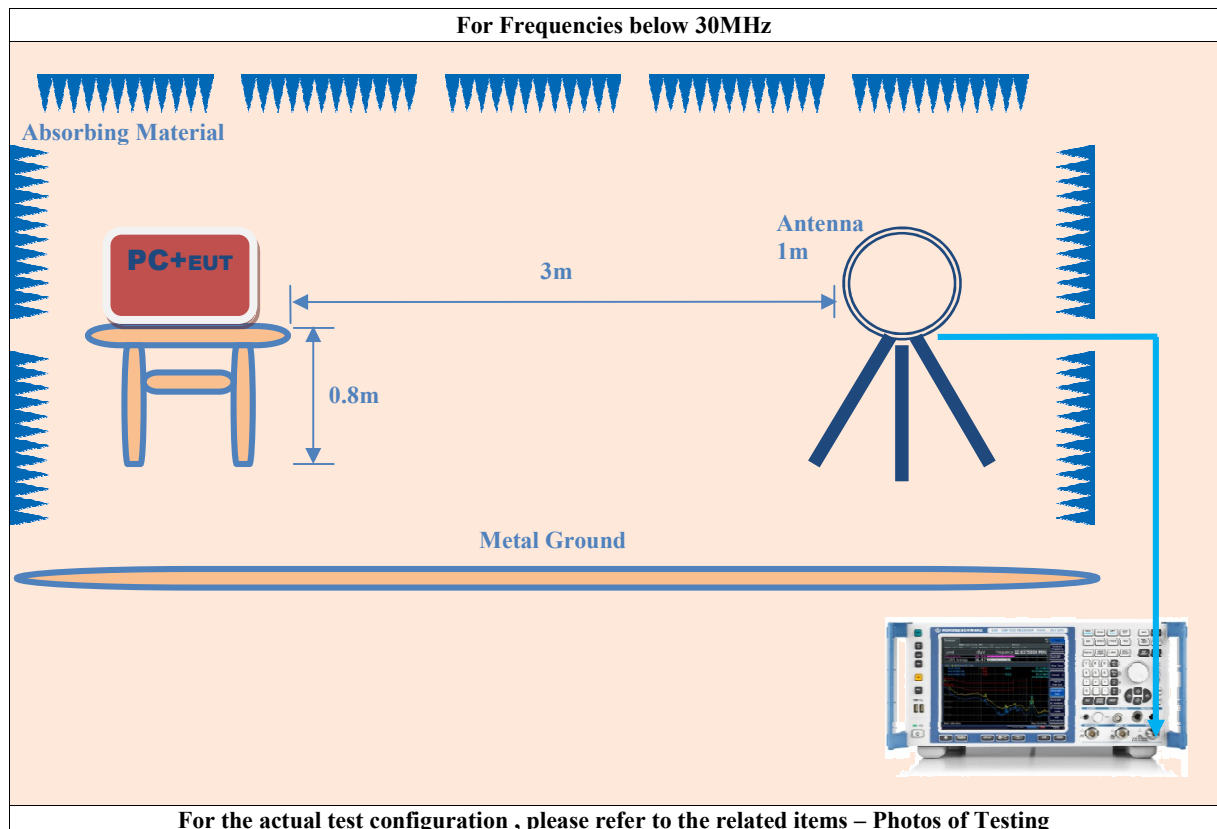 For Frequencies below 30MHz
Absorbing Material
PC+EUT
Antenna
1m
3m
0.8m
Metal Ground
For the actual test configuration , please refer to the related items – Photos of Testing